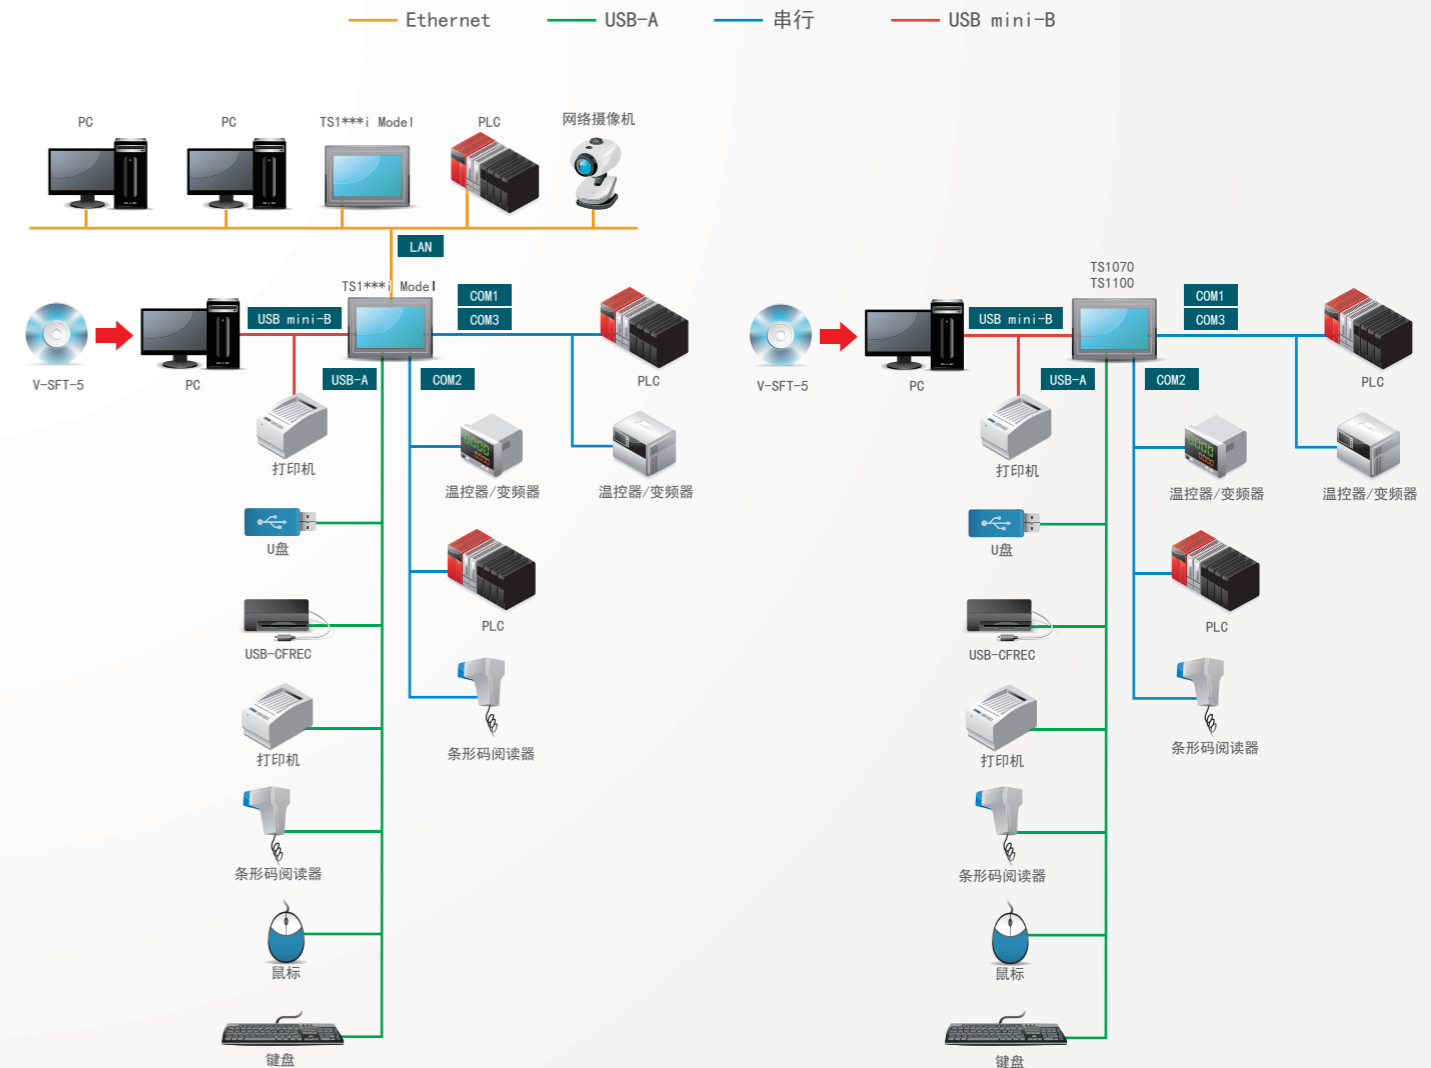 Ethernet
USB-A
串行
USB mini-B
PC
PC
TS1***i Model
PLC
网络摄像机
LAN
TS1***i Model
COM1
COM3
USB mini-B
V-SFT-5
PC
USB-A
COM2
PLC
打印机
温控器/变频器
温控器/变频器
U盘
PLC
USB-CFREC
打印机
条形码阅读器
条形码阅读器
鼠标
键盘
TS1070
TS1100
COM1
COM3
USB mini-B
V-SFT-5
PC
USB-A
COM2
PLC
打印机
温控器/变频器
温控器/变频器
U盘
PLC
USB-CFREC
条形码阅读器
打印机
条形码阅读器
鼠标
键盘